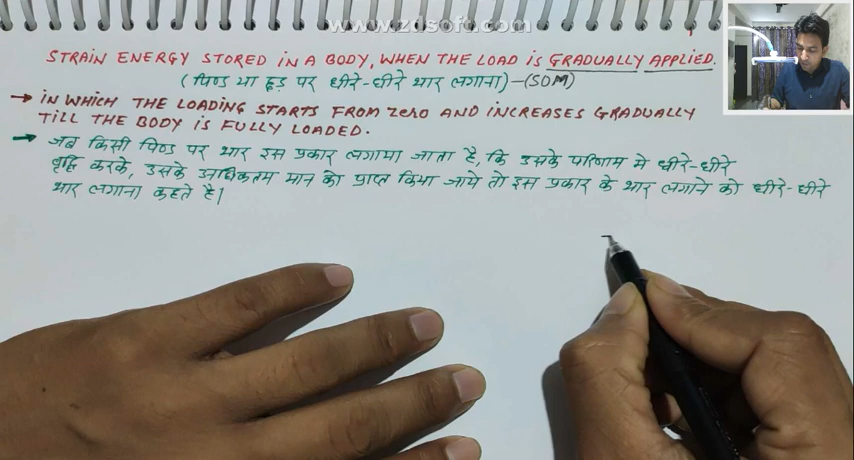 www.zdsoft.com
STRAIN ENERGY STORED IN A BODY, WHEN THE LOAD IS GRADUALLY APPLIED.
(पिण्ड या छड़ पर धीरे-धीरे भार लगाना)-(SOM)
→ IN WHICH THE LOADING STARTS FROM ZERO AND INCREASES GRADUALLY
TILL THE BODY IS FULLY LOADED.
→ जब किसी पिण्ड पर भार इस प्रकार लगाया जाता है, कि उसके परिणाम मे धीरे-धीरे
वृद्धि करके, उसके अधिकतम मान को प्राप्त किया जाये तो इस प्रकार के भार लगाने को धीरे-धीरे
भार लगाना कहते है।